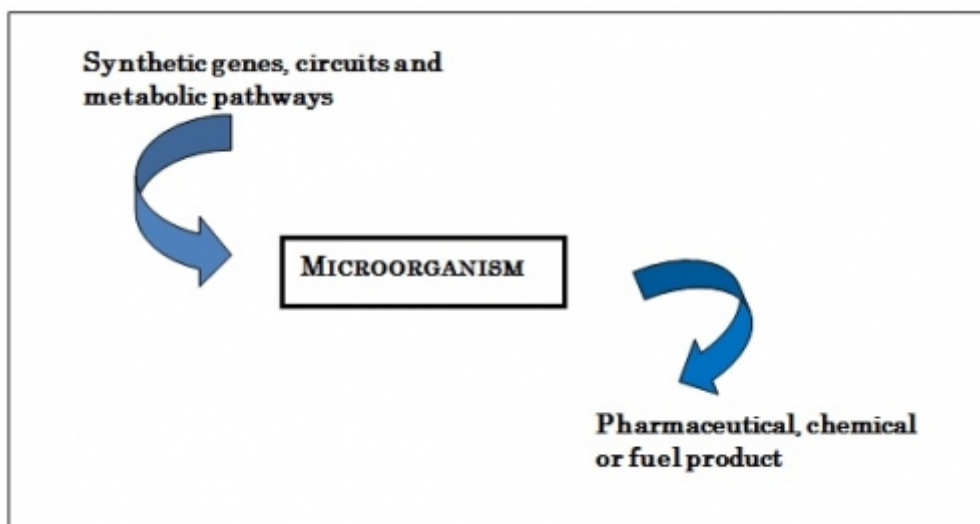 Synthetic genes, circuits and
metabolic pathways
MICROORGANISM
Pharmaceutical, chemical
or fuel product